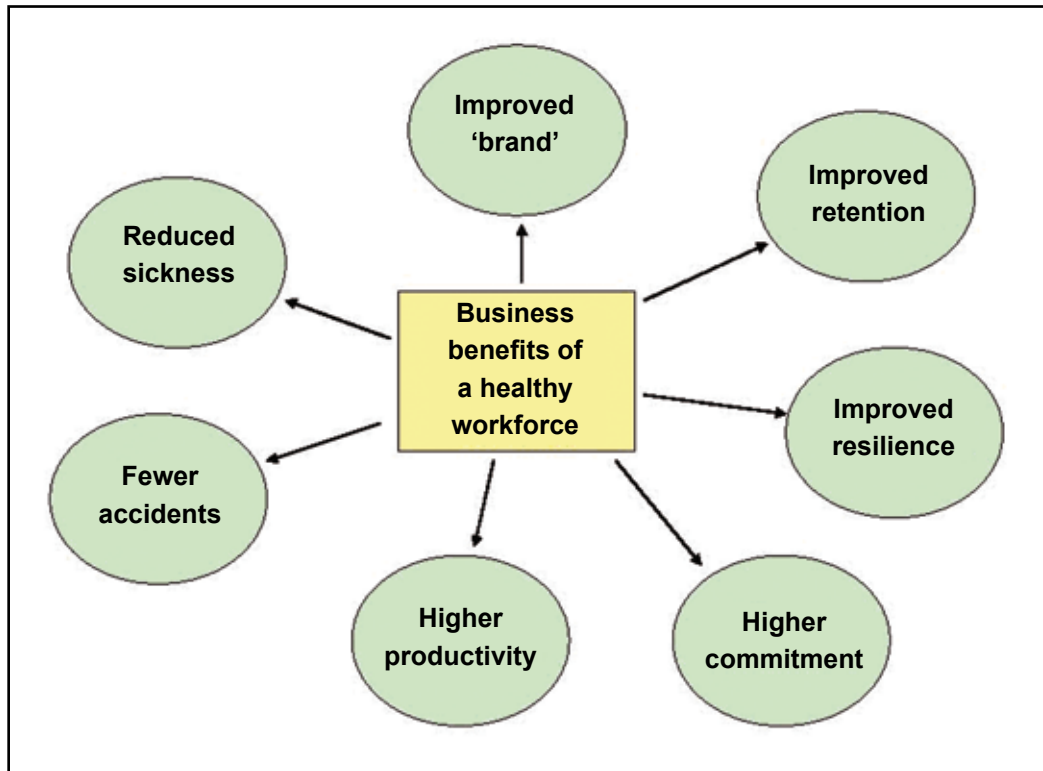 Improved
‘brand’
Improved
retention
Reduced
sickness
Business
benefits of
a healthy
workforce
Improved
resilience
Fewer
accidents
Higher
productivity
Higher
commitment